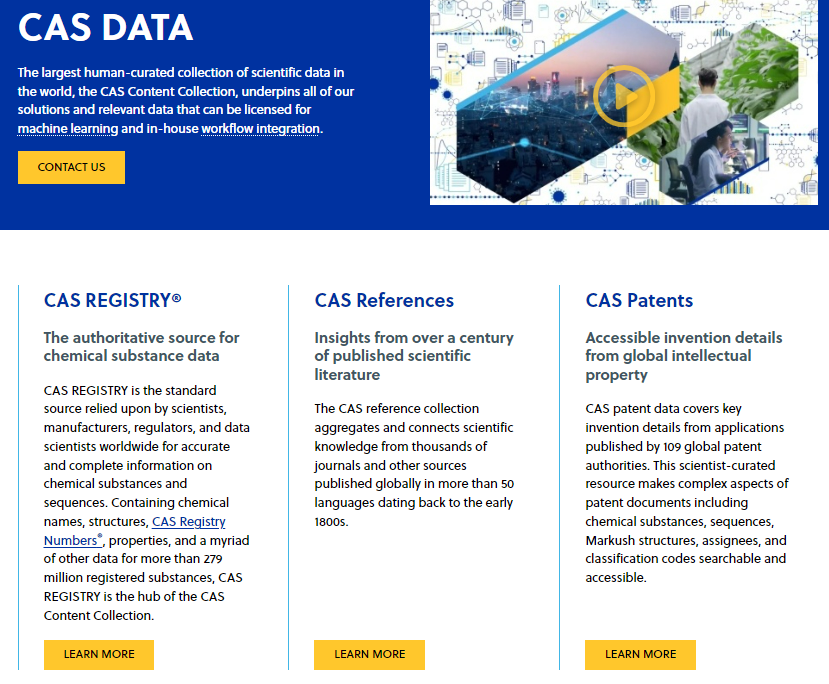 CAS DATA
The largest human-curated collection of scientific data in
the world, the CAS Content Collection, underpins all of our
solutions and relevant data that can be licensed for
machine learning and in-house workflow integration.
CONTACT US
CAS REGISTRY®
The authoritative source for
chemical substance data
CAS REGISTRY is the standard
source relied upon by scientists,
manufacturers, regulators, and data
scientists worldwide for accurate
and complete information on
chemical substances and
sequences. Containing chemical
names, structures, CAS Registry
Numbers®, properties, and a myriad
of other data for more than 279
million registered substances, CAS
REGISTRY is the hub of the CAS
Content Collection.
LEARN MORE
CAS References
Insights from over a century
of published scientific
literature
The CAS reference collection
aggregates and connects scientific
knowledge from thousands of
journals and other sources
published globally in more than 50
languages dating back to the early
1800s.
LEARN MORE
CAS Patents
Accessible invention details
from global intellectual
property
CAS patent data covers key
invention details from applications
published by 109 global patent
authorities. This scientist-curated
resource makes complex aspects of
patent documents including
chemical substances, sequences,
Markush structures, assignees, and
classification codes searchable and
accessible.
LEARN MORE